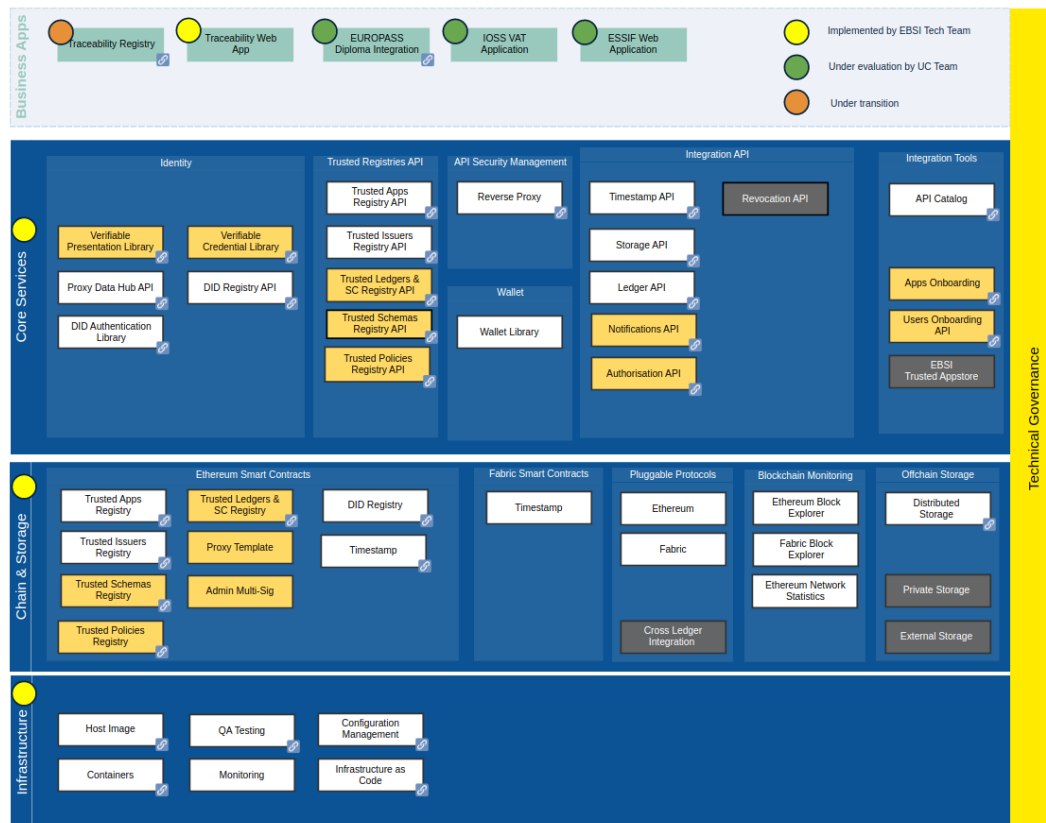 Business Apps
Traceability Registry
Traceability Web
App
EUROPASS
Diploma Integration
IOSS VAT
Application
ESSIF Web
Application
Implemented by EBSI Tech Team
Under evaluation by UC Team
Under transition
Technical Governance
Core Services
Identity
Verifiable
Presentation Library
Verifiable
Credential Library
Proxy Data Hub API
DID Registry API
DID Authentication
Library
Trusted Registries API
Trusted Apps
Registry API
Trusted Issuers
Registry API
Trusted Ledgers &
SC Registry API
Trusted Schemas
Registry API
Trusted Policies
Registry API
API Security Management
Reverse Proxy
Wallet
Wallet Library
Integration API
Timestamp API
Revocation API
Storage API
Ledger API
Notifications API
Authorisation API
Integration Tools
API Catalog
Apps Onboarding
Users Onboarding
API
EBSI
Trusted Appstore
Chain & Storage
Ethereum Smart Contracts
Trusted Apps
Registry
Trusted Ledgers &
SC Registry
DID Registry
Trusted Issuers
Registry
Proxy Template
Timestamp
Trusted Schemas
Registry
Admin Multi-Sig
Trusted Policies
Registry
Fabric Smart Contracts
Timestamp
Pluggable Protocols
Ethereum
Fabric
Cross Ledger
Integration
Blockchain Monitoring
Ethereum Block
Explorer
Fabric Block
Explorer
Ethereum Network
Statistics
Offchain Storage
Distributed
Storage
Private Storage
External Storage
Infrastructure
Host Image
QA Testing
Configuration
Management
Containers
Monitoring
Infrastructure as
Code